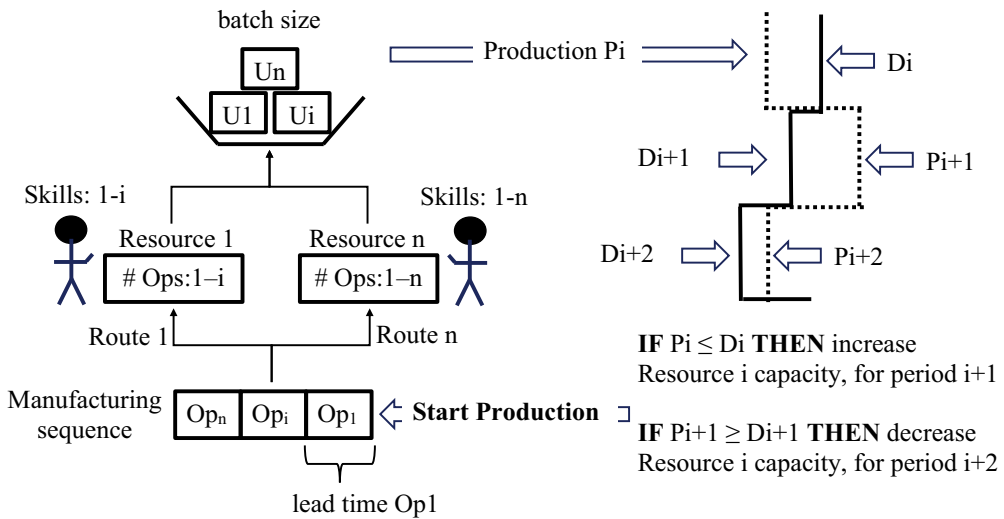 batch size
Un
U1
Ui
Production Pi
Di
Di+1
Pi+1
Di+2
Pi+2
Skills: 1-i
Skills: 1-n
Resource 1
Resource n
# Ops:1–i
# Ops:1–n
Route 1
Route n
Manufacturing
sequence
Opn
Opi
Op1
Start Production
lead time Op1
IF Pi ≤ Di THEN increase
Resource i capacity, for period i+1
IF Pi+1 ≥ Di+1 THEN decrease
Resource i capacity, for period i+2